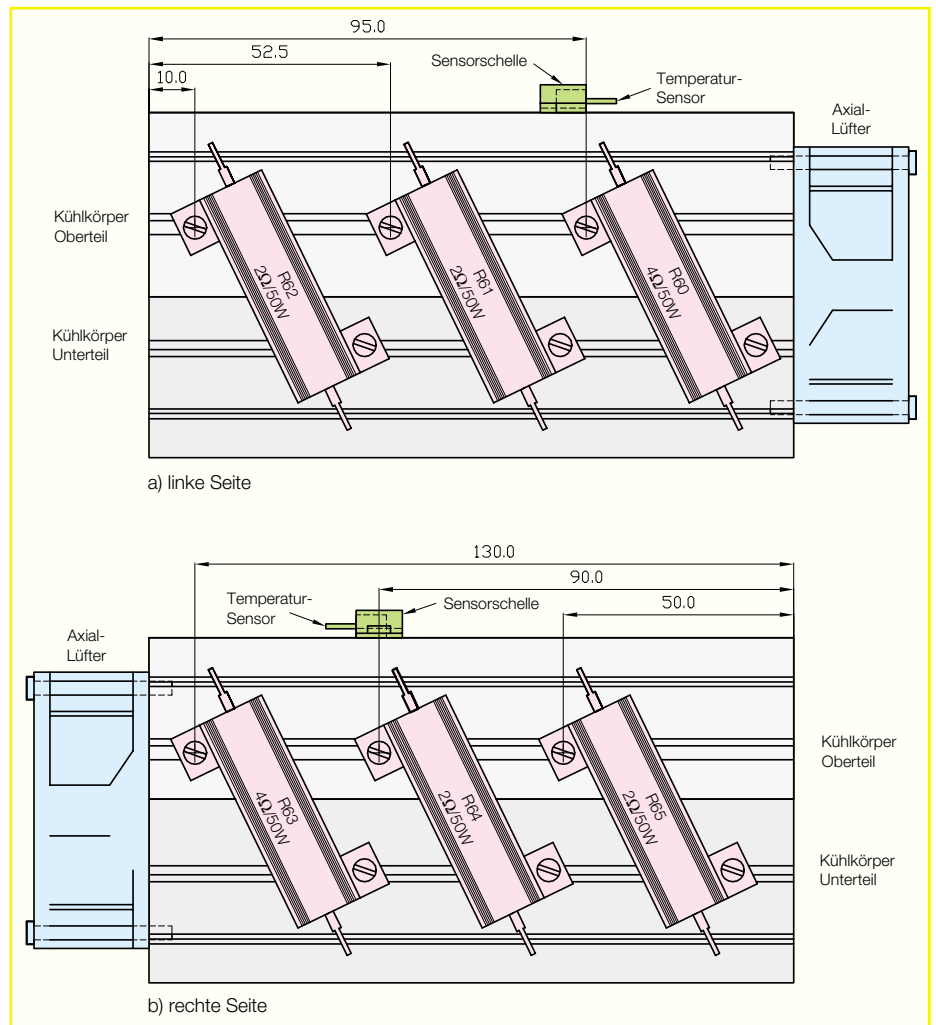 95.0
52.5
10.0
Sensorschelle
Temperatur-
Sensor
Axial-
Lüfter
Kühlkörper
Oberteil
R62
2Ω/50W
R61
2Ω/50W
R60
4Ω/50W
Kühlkörper
Unterteil
a) linke Seite
130.0
90.0
50.0
Temperatur-
Sensor
Sensorschelle
Axial-
Lüfter
Kühlkörper
Oberteil
R63
4Ω/50W
R64
2Ω/50W
R65
2Ω/50W
Kühlkörper
Unterteil
b) rechte Seite